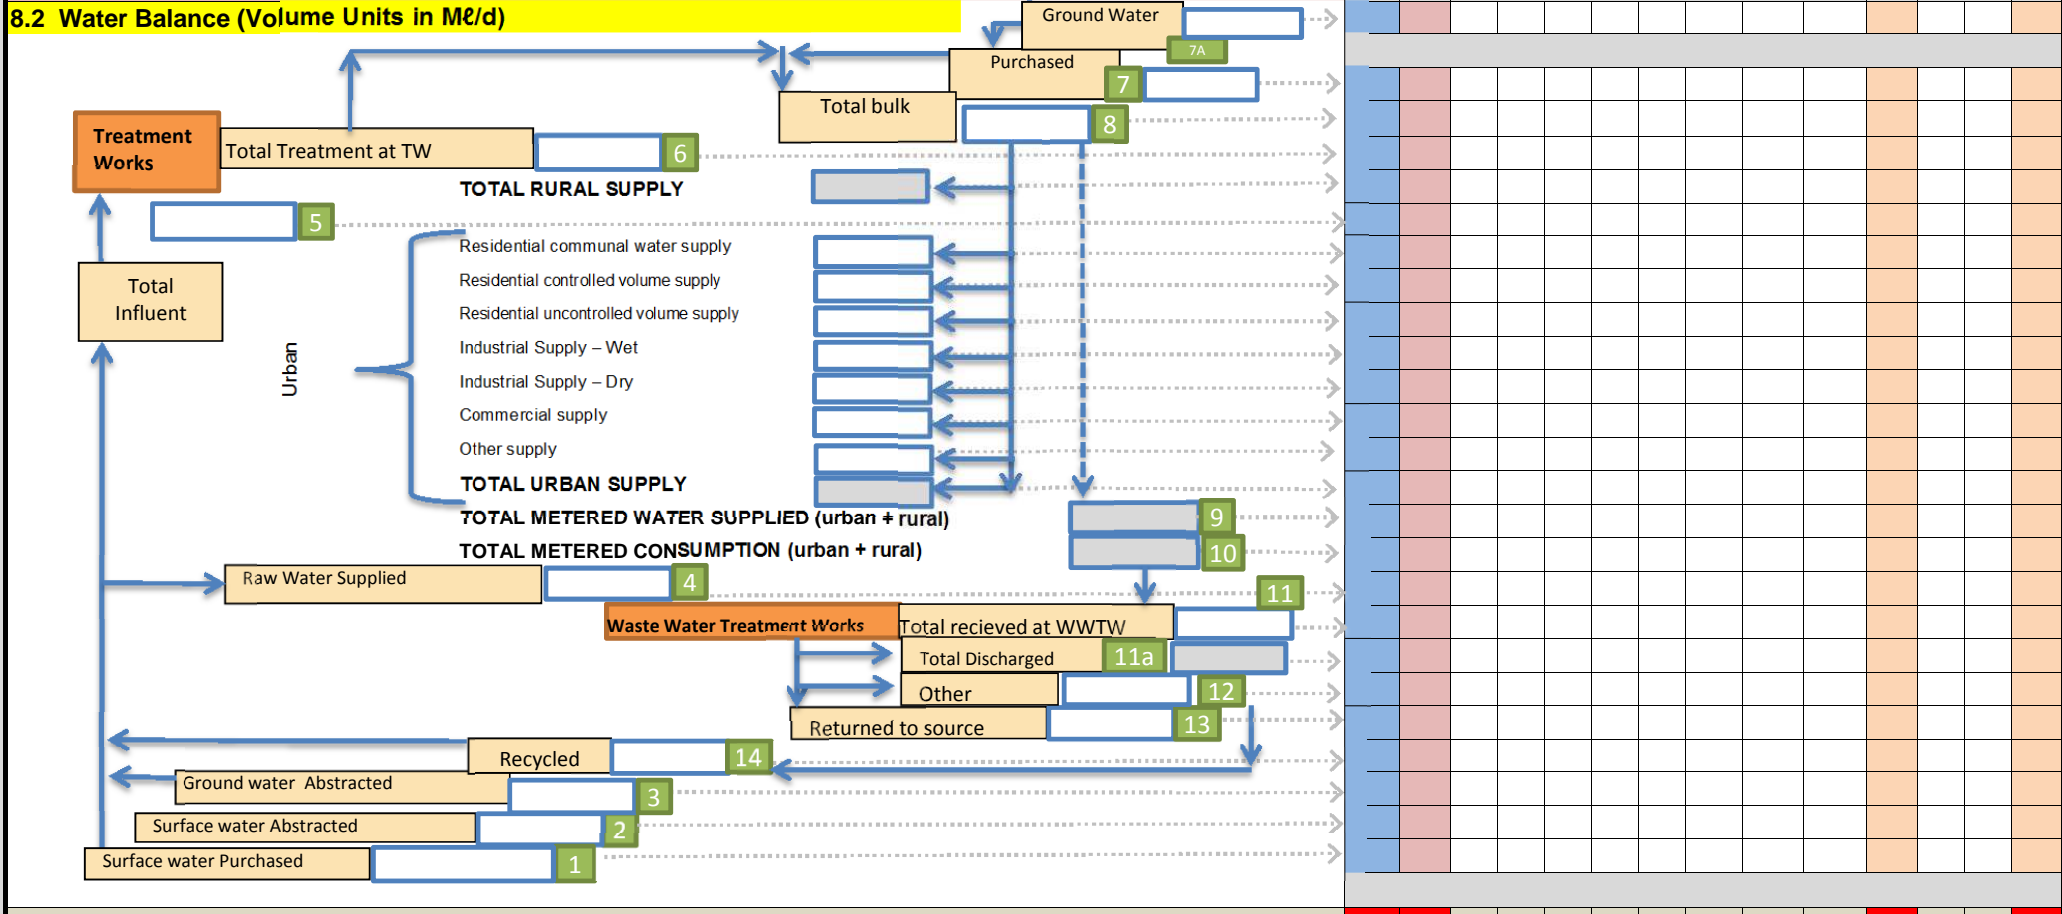 8.2 Water Balance (Volume Units in Mℓ/d)
Ground Water
7A
Purchased
7
Total bulk
8
Treatment
Works
Total Treatment at TW
6
TOTAL RURAL SUPPLY
5
Residential communal water supply
Residential controlled volume supply
Residential uncontrolled volume supply
Industrial Supply – Wet
Industrial Supply – Dry
Commercial supply
Other supply
Total
Influent
Urban
TOTAL URBAN SUPPLY
TOTAL METERED WATER SUPPLIED (urban + rural)
9
TOTAL METERED CONSUMPTION (urban + rural)
10
Raw Water Supplied
4
11
Waste Water Treatment Works
Total recieved at WWTW
Total Discharged
11a
Other
12
Returned to source
13
Recycled
14
Ground water Abstracted
3
Surface water Abstracted
2
Surface water Purchased
1